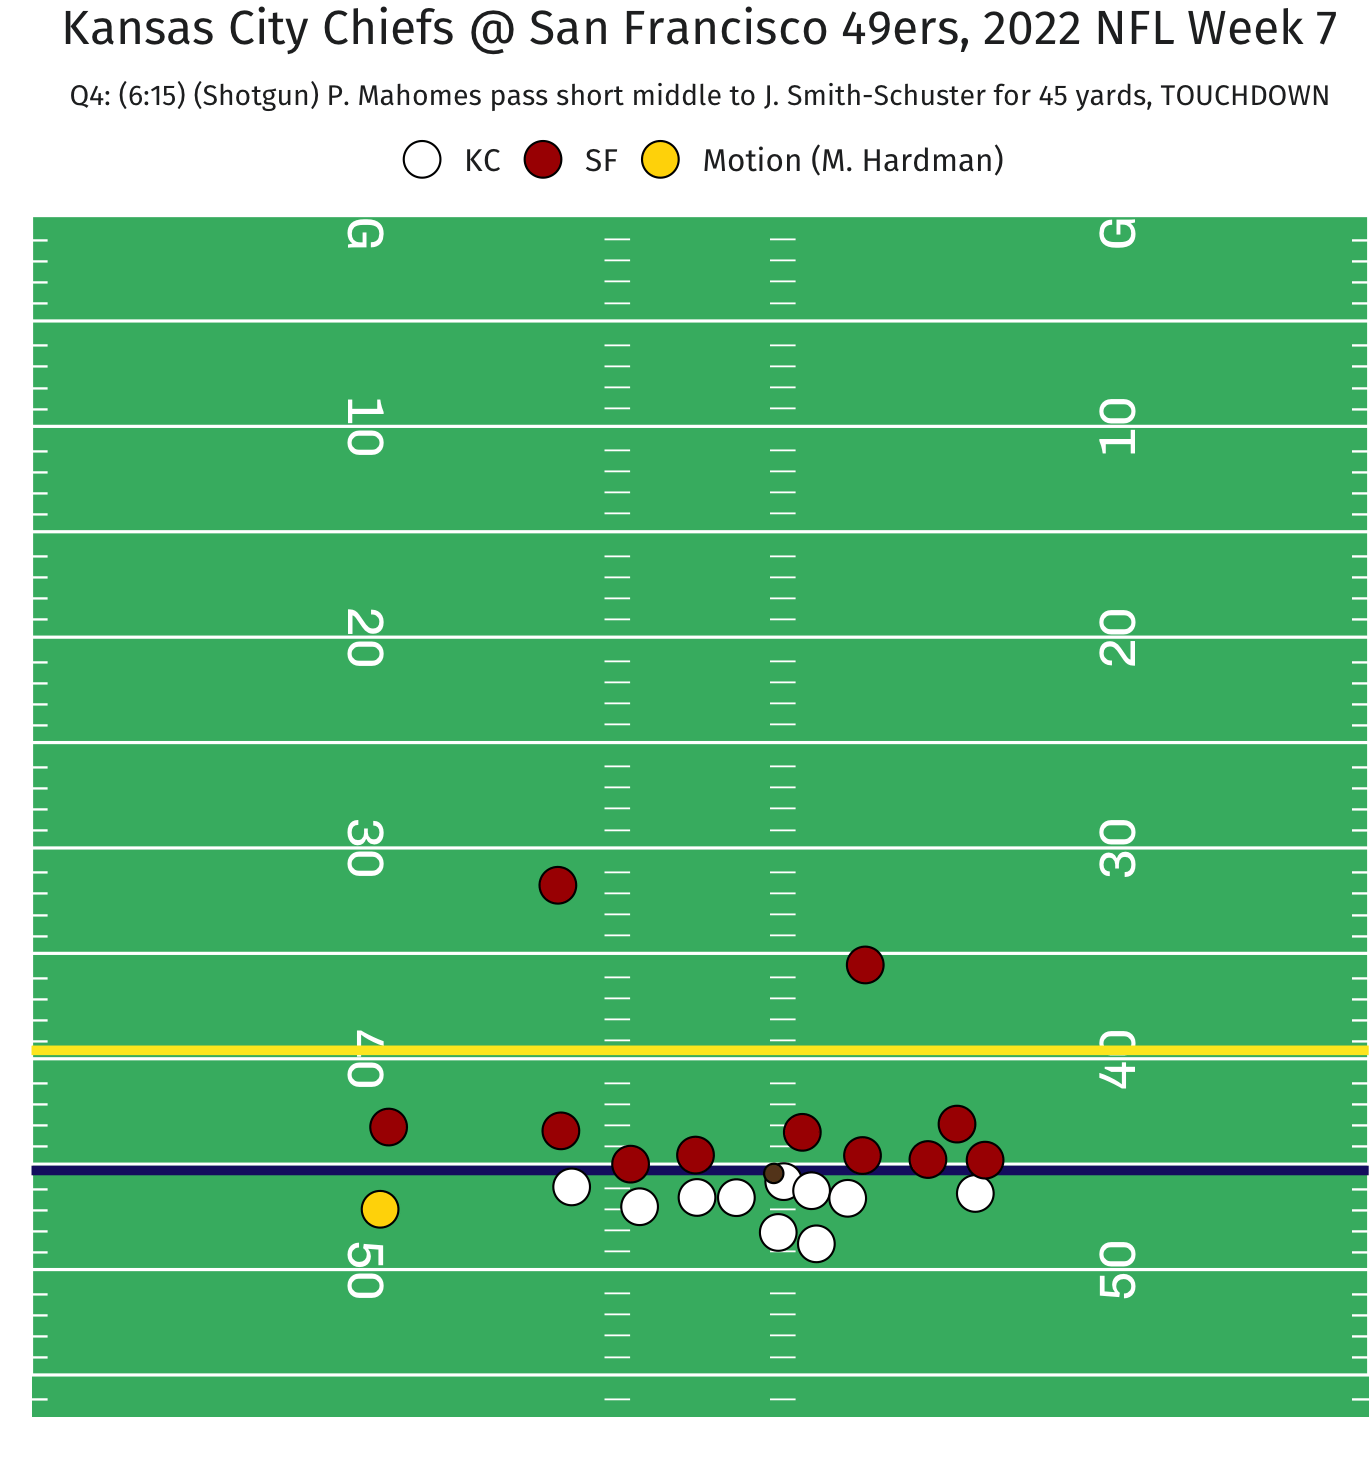 Kansas City Chiefs @ San Francisco 49ers, 2022 NFL Week 7
Q4: (6:15) (Shotgun) P. Mahomes pass short middle to J. Smith-Schuster for 45 yards, TOUCHDOWN
KC SF Motion (M. Hardman)
G G
10 10
20 20
30 30
40 40
50 50